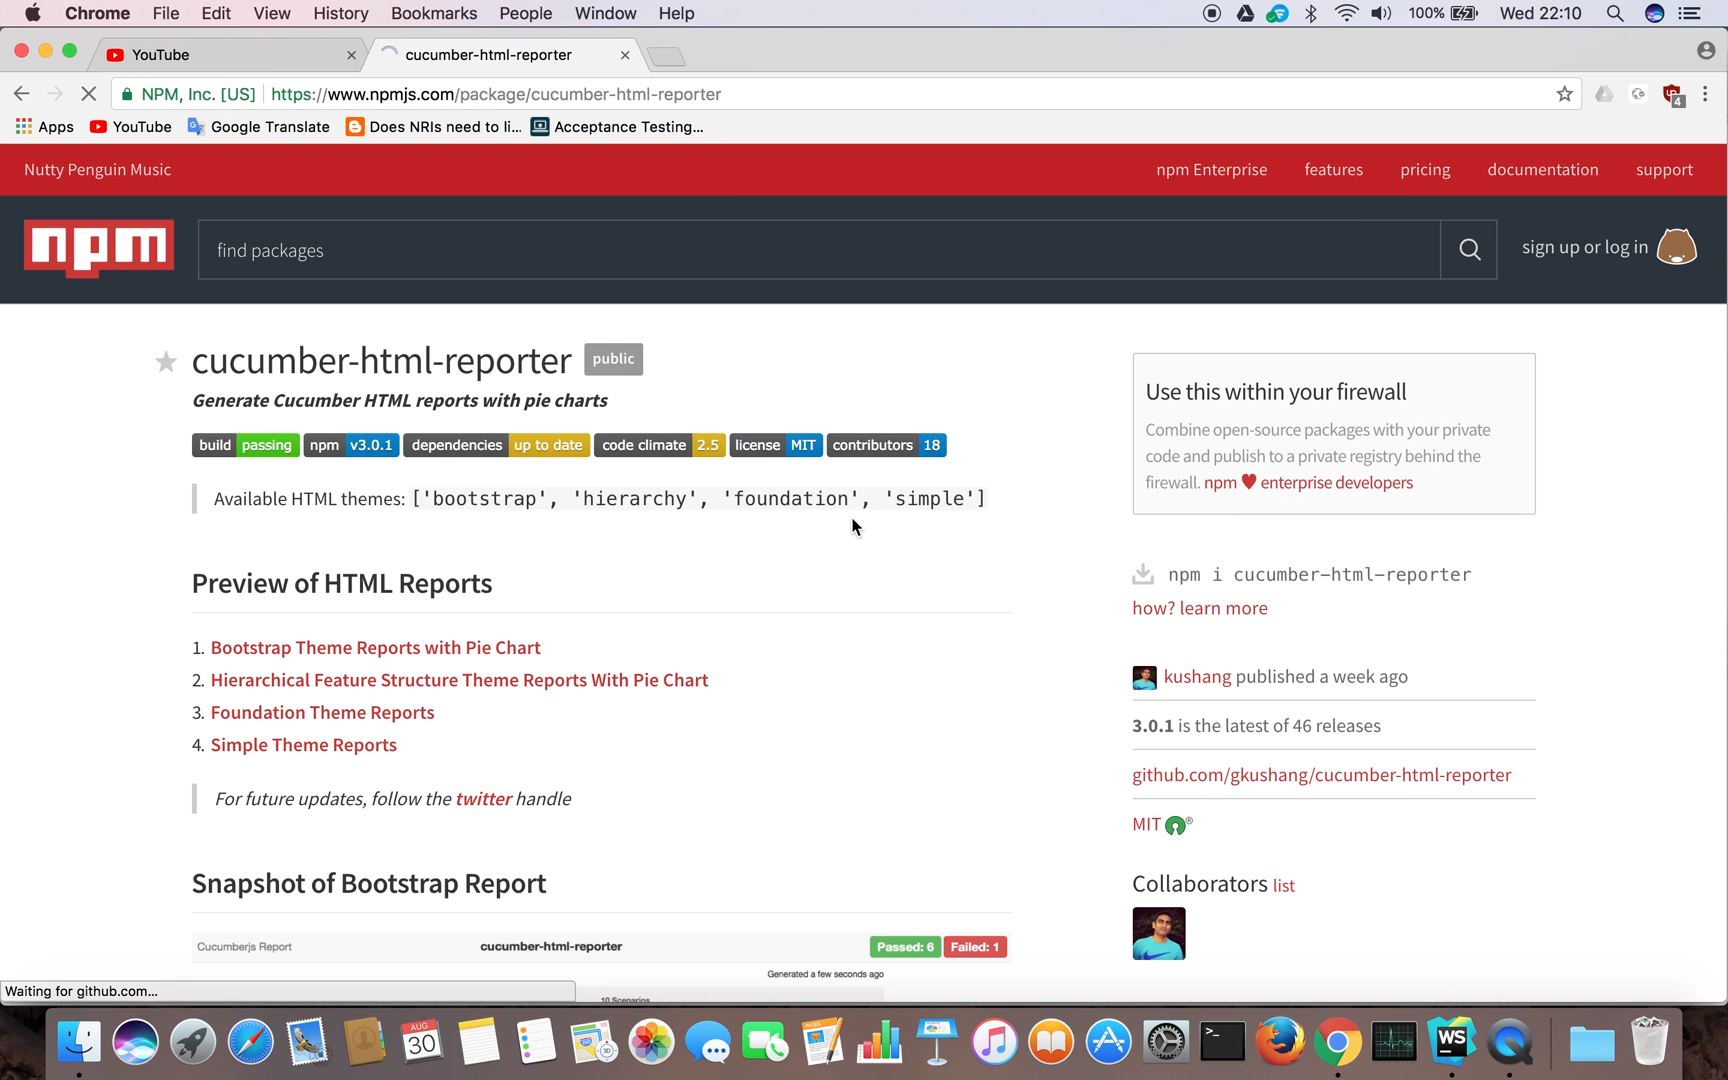 Chrome File Edit View History Bookmarks People Window Help 100% Wed 22:10
YouTube cucumber-html-reporter
NPM, Inc. [US] https://www.npmjs.com/package/cucumber-html-reporter 4
Apps YouTube Google Translate Does NRIs need to li... Acceptance Testing...
Nutty Penguin Music npm Enterprise features pricing documentation support
npm find packages sign up or log in
cucumber-html-reporter public
Generate Cucumber HTML reports with pie charts
build passing npm v3.0.1 dependencies up to date code climate 2.5 license MIT contributors 18
Available HTML themes: ['bootstrap', 'hierarchy', 'foundation', 'simple']
Preview of HTML Reports
1. Bootstrap Theme Reports with Pie Chart
2. Hierarchical Feature Structure Theme Reports With Pie Chart
3. Foundation Theme Reports
4. Simple Theme Reports
For future updates, follow the twitter handle
Snapshot of Bootstrap Report
Cucumberjs Report cucumber-html-reporter Passed: 6 Failed: 1
Generated a few seconds ago
10 Scenarios
Use this within your firewall
Combine open-source packages with your private
code and publish to a private registry behind the
firewall. npm ♥ enterprise developers
npm i cucumber-html-reporter
how? learn more
kushang published a week ago
3.0.1 is the latest of 46 releases
github.com/gkushang/cucumber-html-reporter
MIT ®
Collaborators list
Waiting for github.com...
AUG
30
3D
>_
WS